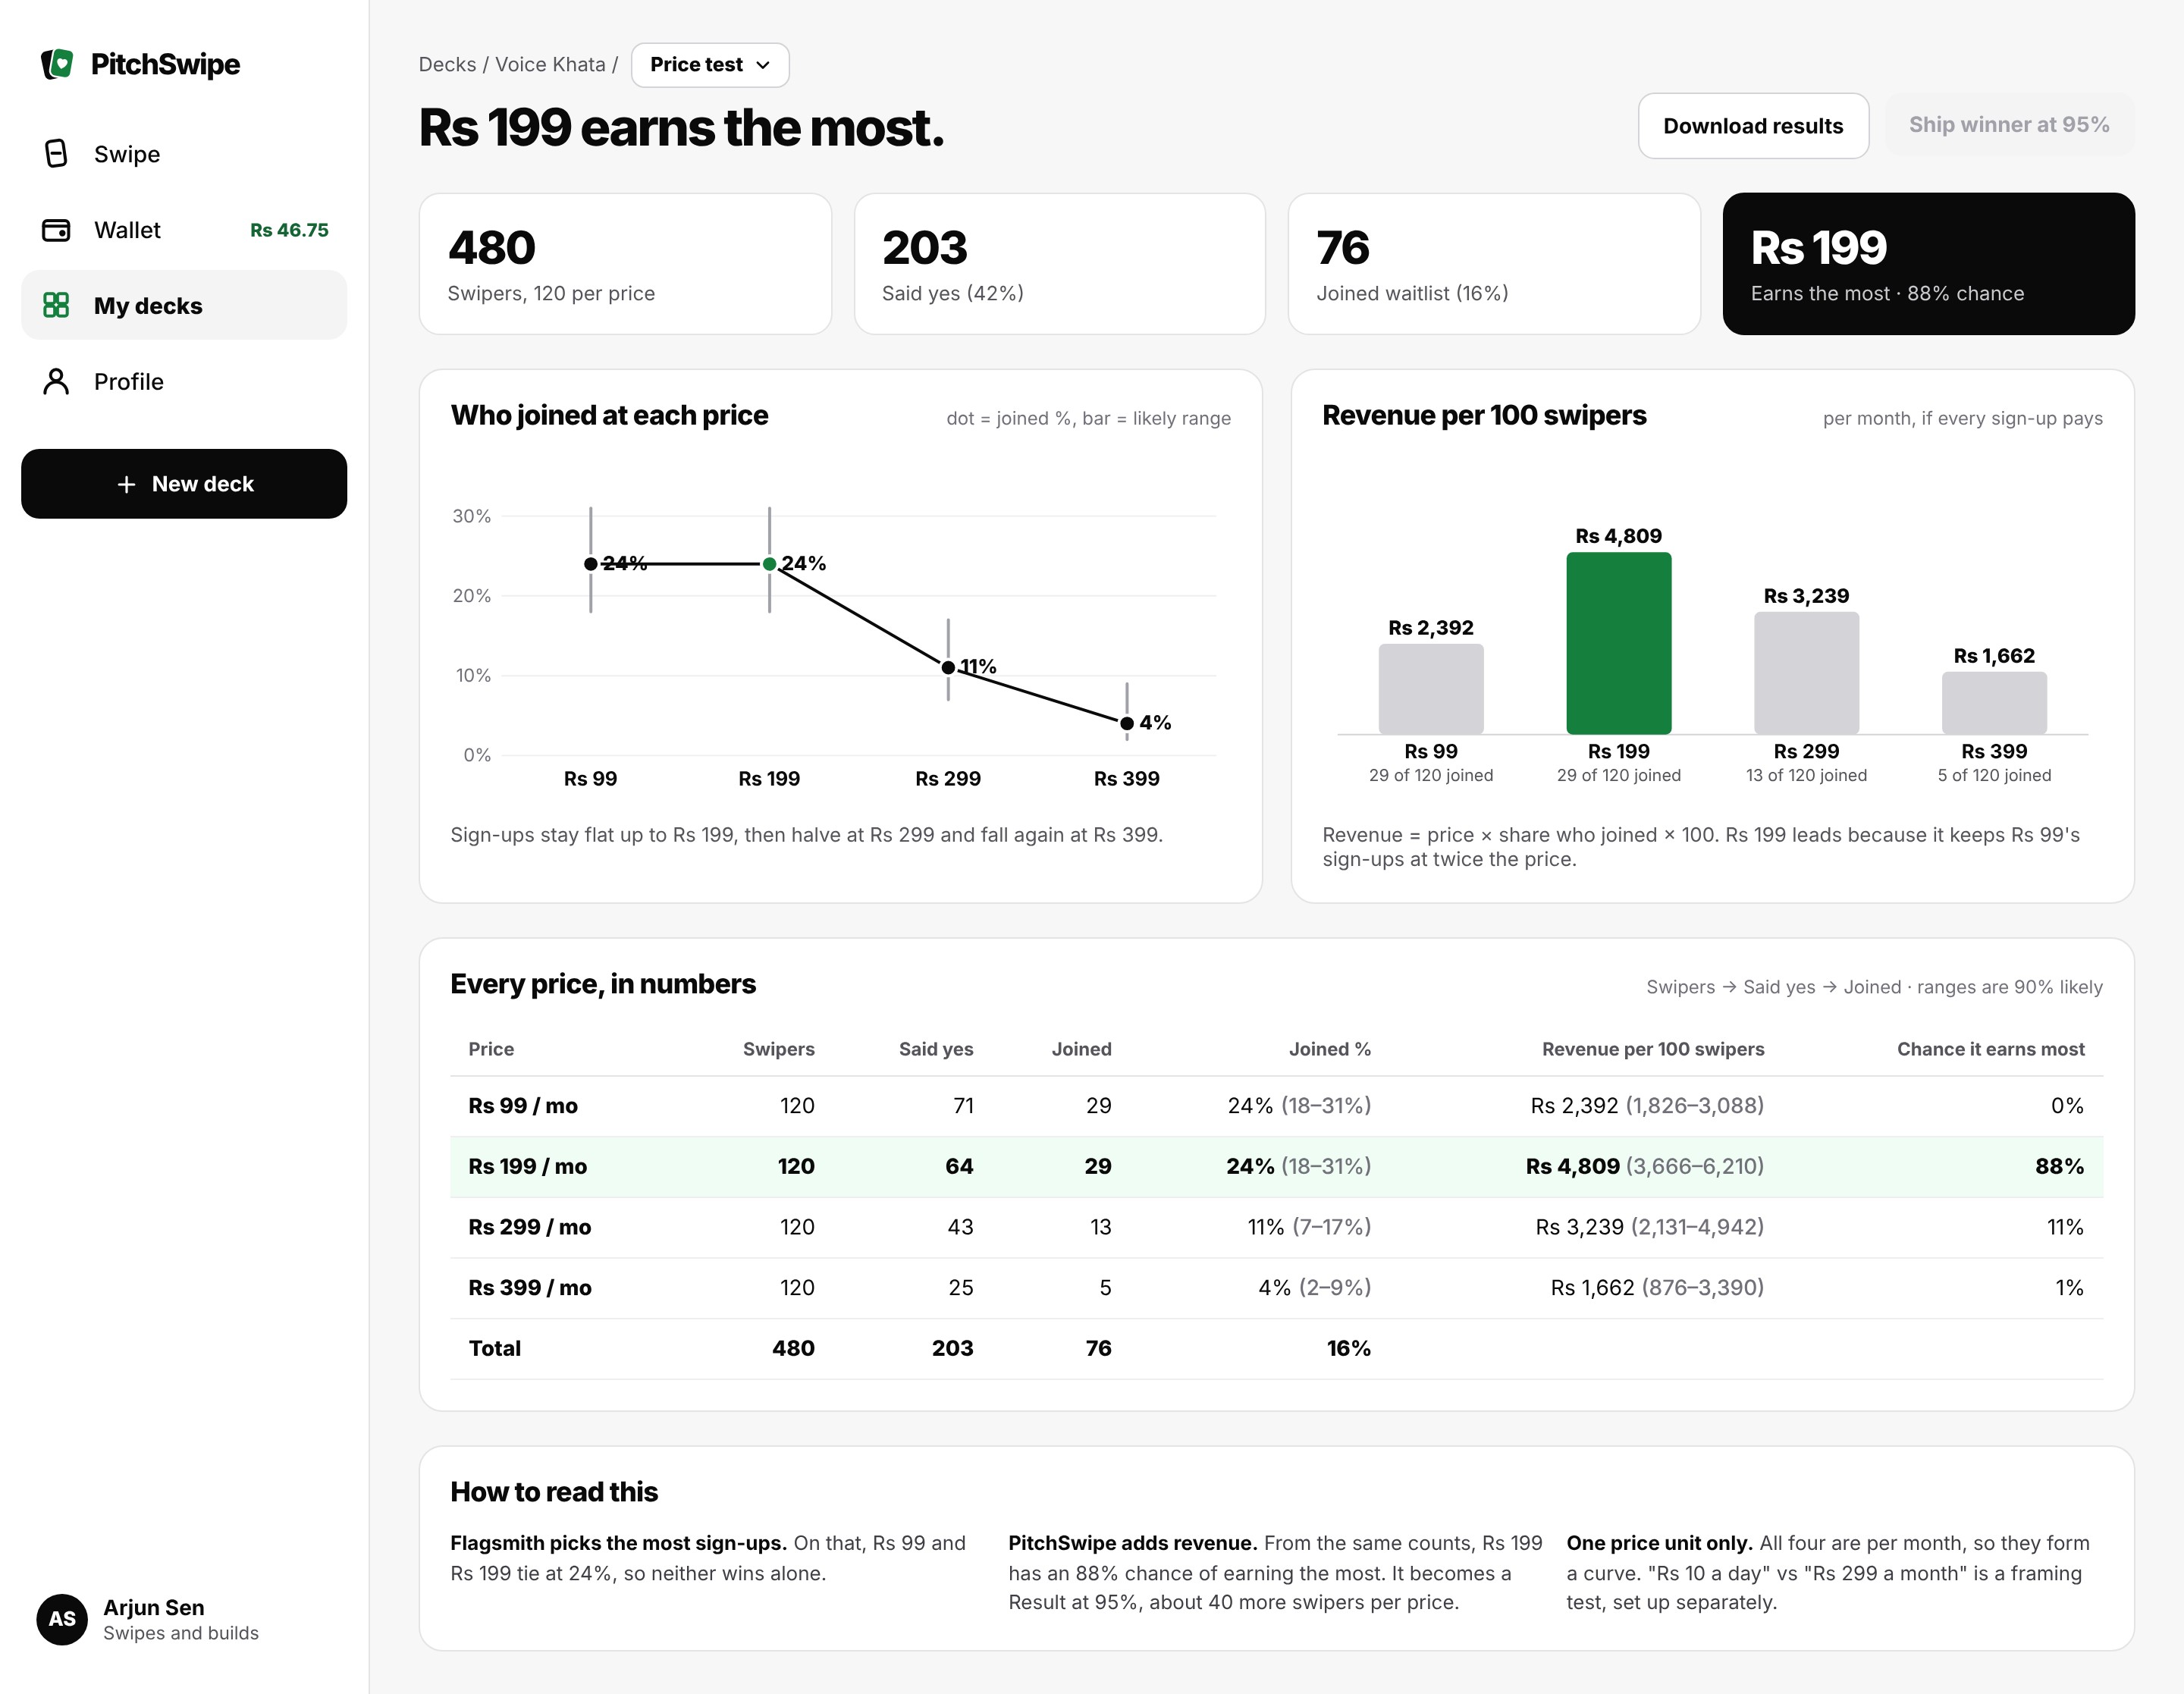 PitchSwipe
Swipe
Wallet Rs 46.75
My decks
Profile
+ New deck
AS
Arjun Sen
Swipes and builds
Decks / Voice Khata / Price test
Rs 199 earns the most.
Download results
Ship winner at 95%
480
Swipers, 120 per price
203
Said yes (42%)
76
Joined waitlist (16%)
Rs 199
Earns the most · 88% chance
Who joined at each price
dot = joined %, bar = likely range
30%
20%
10%
0%
24%
24%
11%
4%
Rs 99 Rs 199 Rs 299 Rs 399
Sign-ups stay flat up to Rs 199, then halve at Rs 299 and fall again at Rs 399.
Revenue per 100 swipers
per month, if every sign-up pays
Rs 2,392 Rs 4,809 Rs 3,239 Rs 1,662
Rs 99 Rs 199 Rs 299 Rs 399
29 of 120 joined 29 of 120 joined 13 of 120 joined 5 of 120 joined
Revenue = price × share who joined × 100. Rs 199 leads because it keeps Rs 99's
sign-ups at twice the price.
Every price, in numbers
Swipers → Said yes → Joined · ranges are 90% likely
Price Swipers Said yes Joined Joined % Revenue per 100 swipers Chance it earns most
Rs 99 / mo 120 71 29 24% (18–31%) Rs 2,392 (1,826–3,088) 0%
Rs 199 / mo 120 64 29 24% (18–31%) Rs 4,809 (3,666–6,210) 88%
Rs 299 / mo 120 43 13 11% (7–17%) Rs 3,239 (2,131–4,942) 11%
Rs 399 / mo 120 25 5 4% (2–9%) Rs 1,662 (876–3,390) 1%
Total 480 203 76 16%
How to read this
Flagsmith picks the most sign-ups. On that, Rs 99 and
Rs 199 tie at 24%, so neither wins alone.
PitchSwipe adds revenue. From the same counts, Rs 199
has an 88% chance of earning the most. It becomes a
Result at 95%, about 40 more swipers per price.
One price unit only. All four are per month, so they form
a curve. "Rs 10 a day" vs "Rs 299 a month" is a framing
test, set up separately.